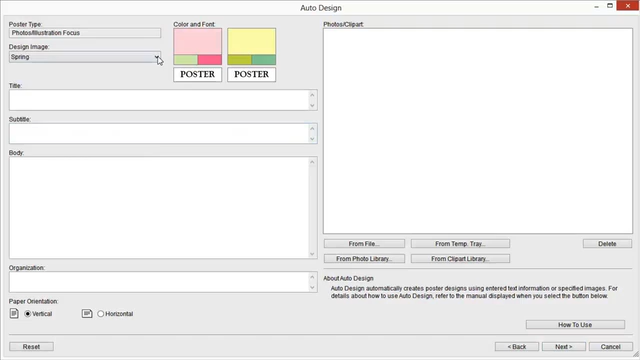 Auto Design
Poster Type:
Photos/Illustration Focus
Design Image:
Spring
Color and Font:
POSTER
POSTER
Title:
Subtitle:
Body:
Organization:
Paper Orientation:
Vertical
Horizontal
Photos/Clipart:
From File...
From Temp. Tray...
Delete
From Photo Library...
From Clipart Library...
About Auto Design
Auto Design automatically creates poster designs using entered text information or specified images. For
details about how to use Auto Design, refer to the manual displayed when you select the button below.
How To Use
Reset
< Back
Next >
Cancel